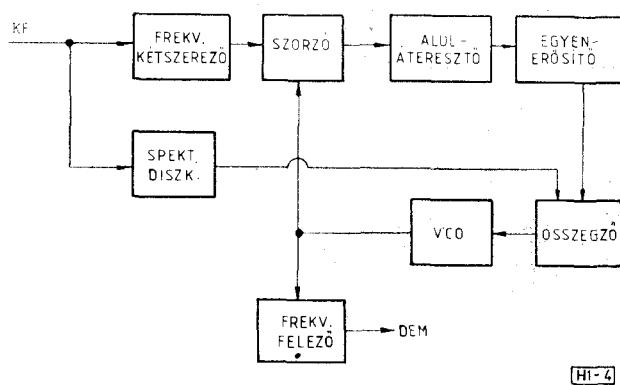 KF
FREKV.
KÉTSZEREZŐ
SZORZÓ
ALUL-
ÁTERESZTŐ
EGYEN-
ERŐSÍTŐ
SPEKT.
DISZK.
VCO
ÖSSZEGZŐ
FREKV.
FELEZŐ
DEM
H1-4